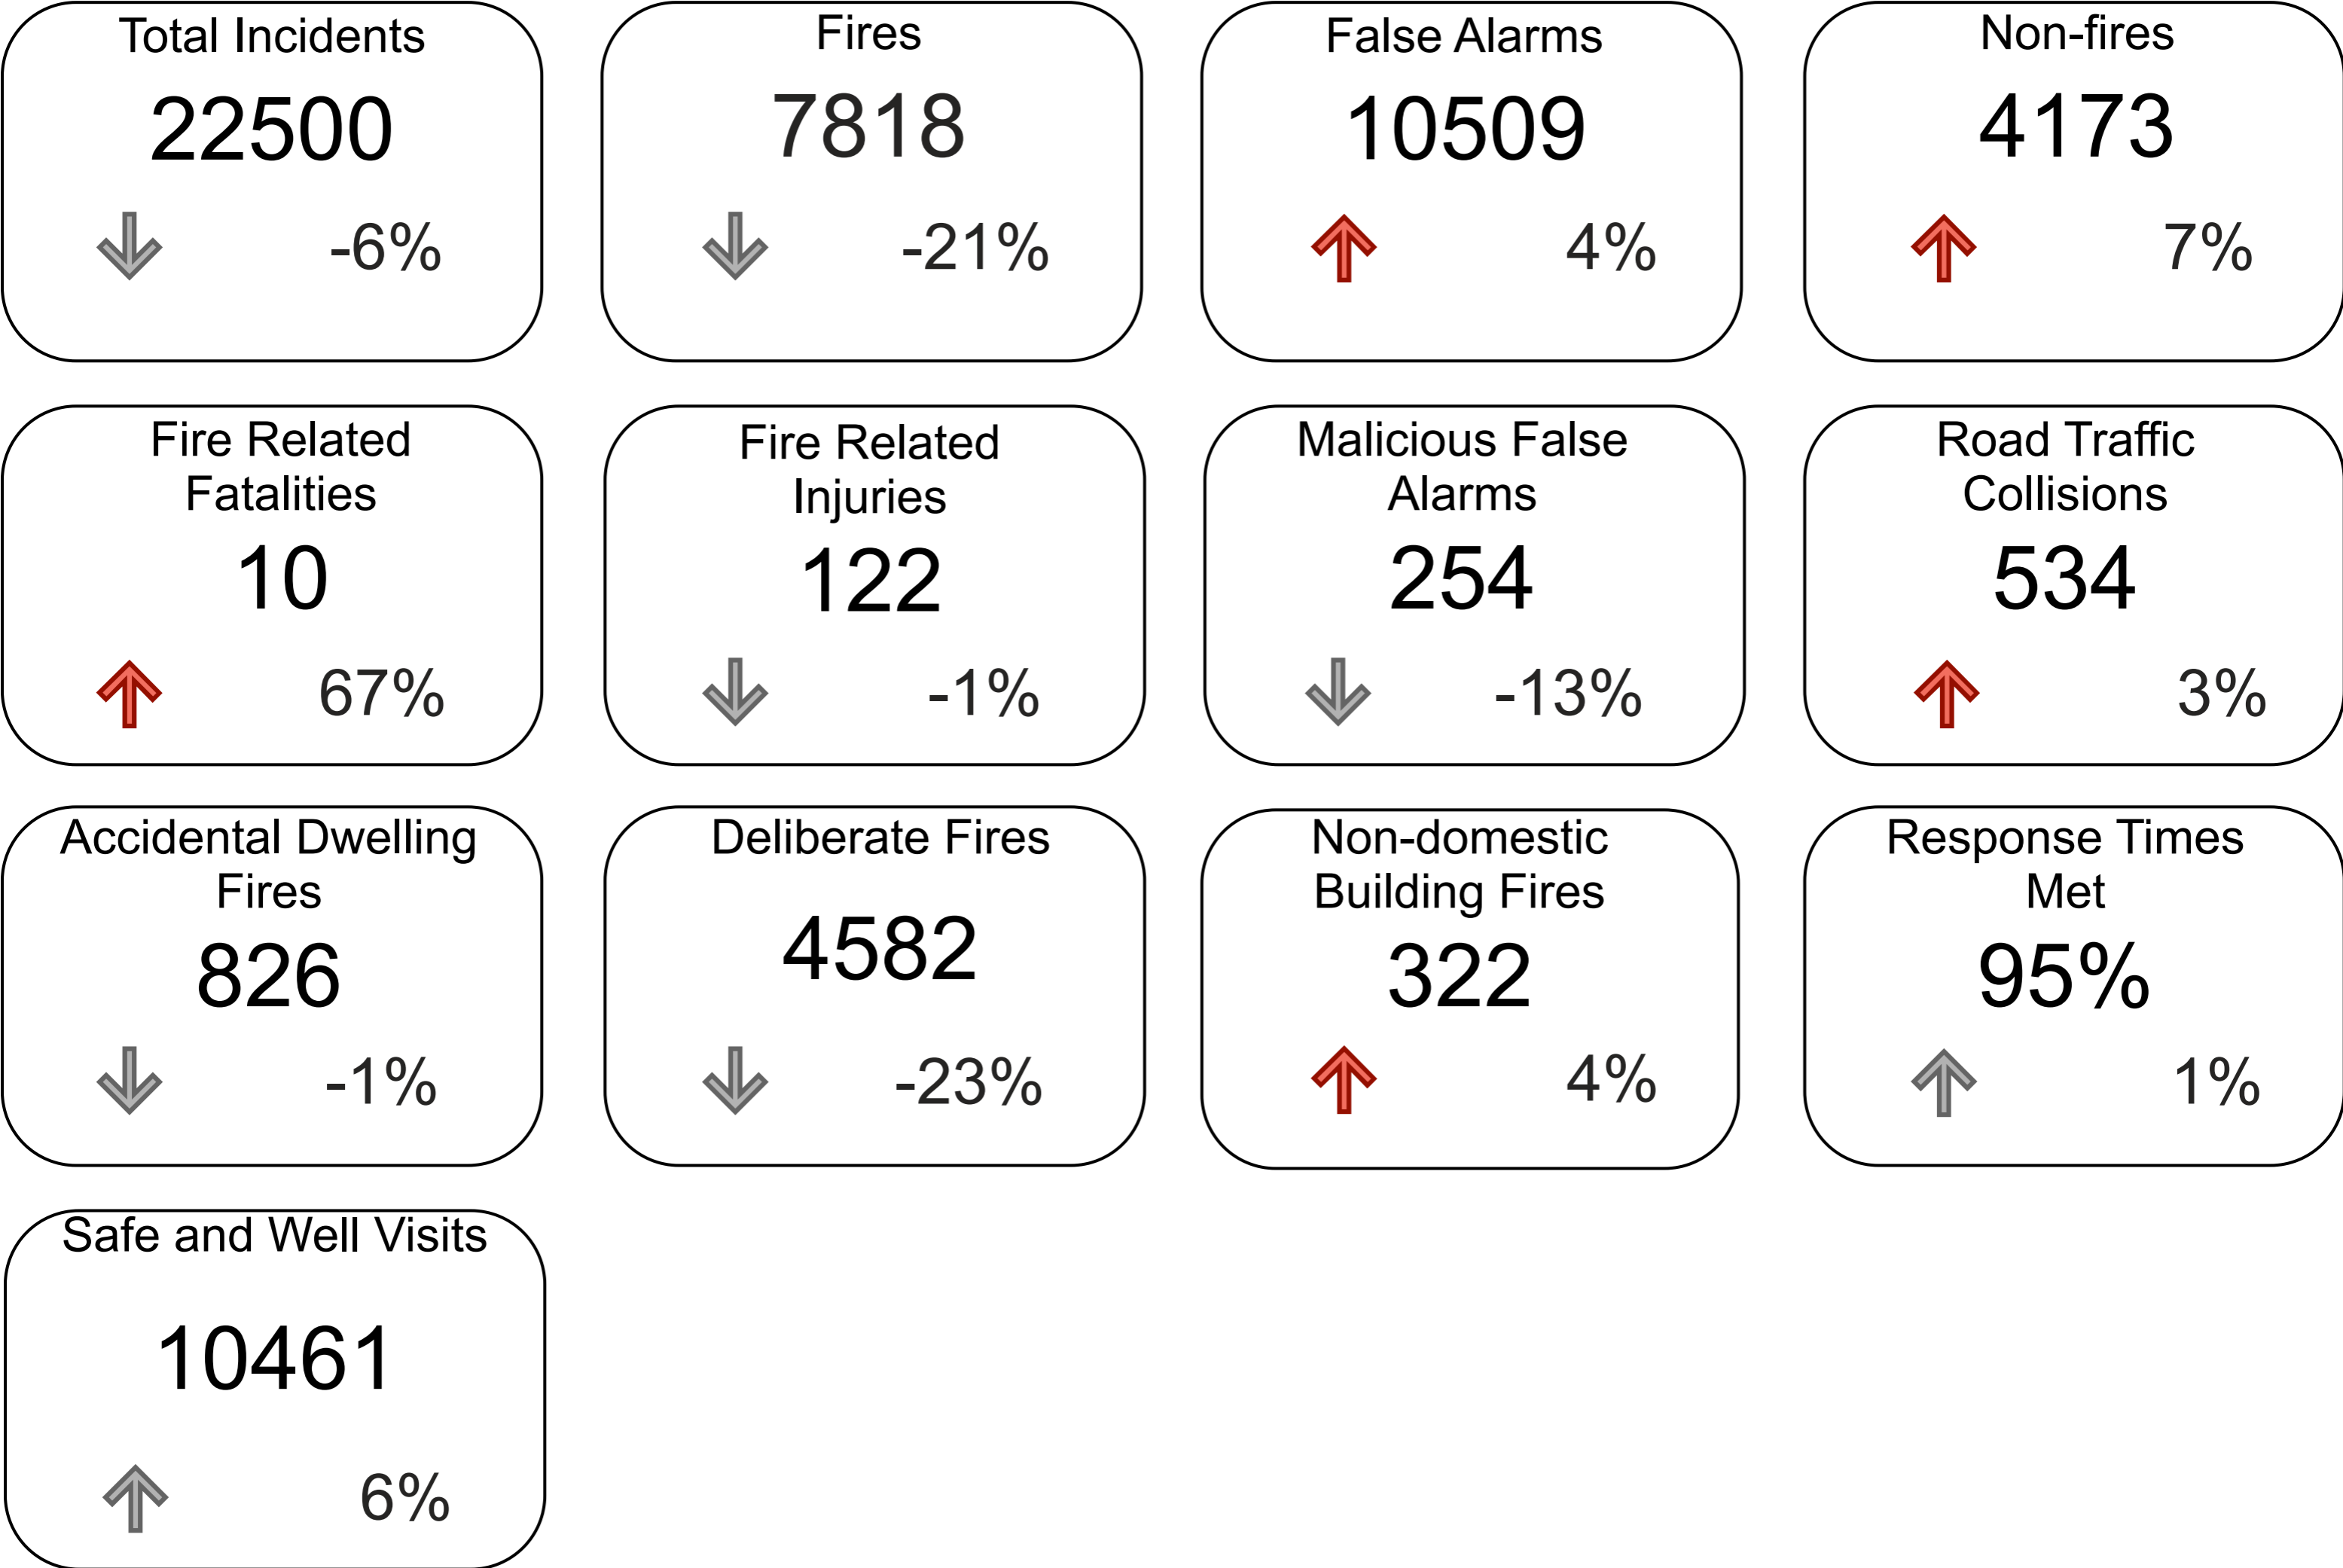 Total Incidents
22500
-6%
Fires
7818
-21%
False Alarms
10509
4%
Non-fires
4173
7%
Fire Related
Fatalities
10
67%
Fire Related
Injuries
122
-1%
Malicious False
Alarms
254
-13%
Road Traffic
Collisions
534
3%
Accidental Dwelling
Fires
826
-1%
Deliberate Fires
4582
-23%
Non-domestic
Building Fires
322
4%
Response Times
Met
95%
1%
Safe and Well Visits
10461
6%